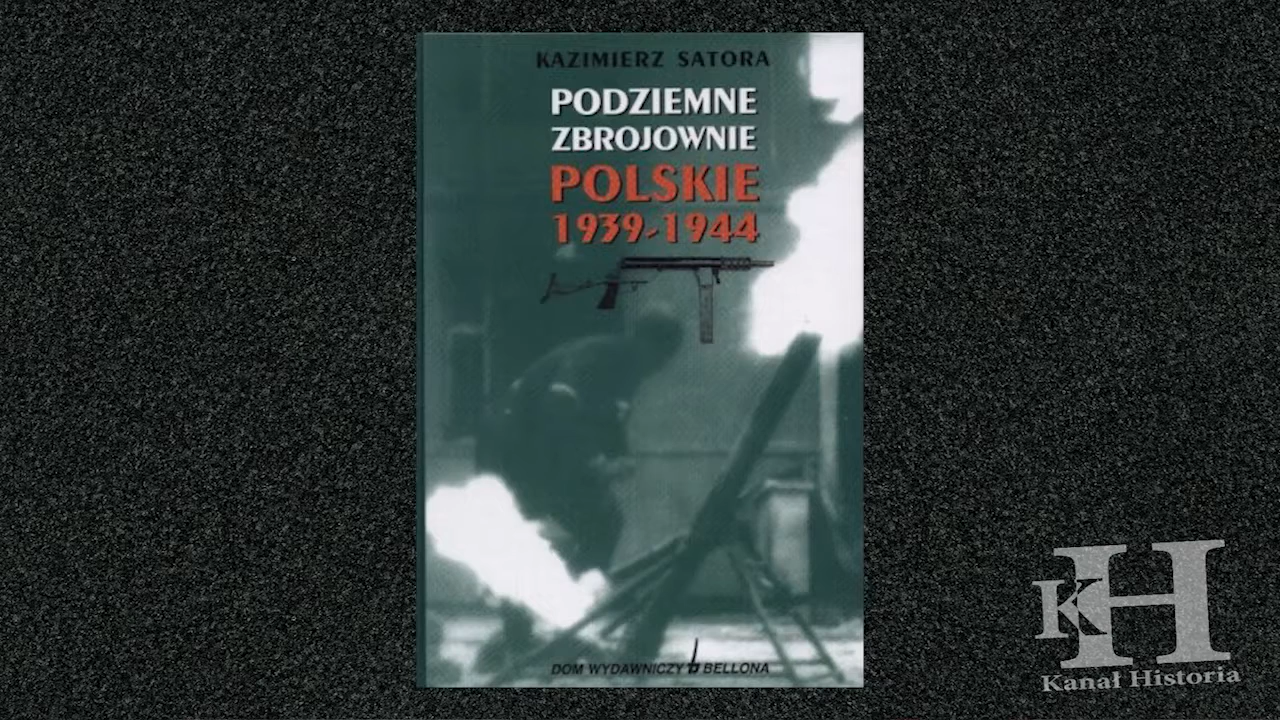 KAZIMIERZ SATORA
PODZIEMNE
ZBROJOWNIE
POLSKIE
1939-1944
DOM WYDAWNICZY BELLONA
KH
Kanał Historia